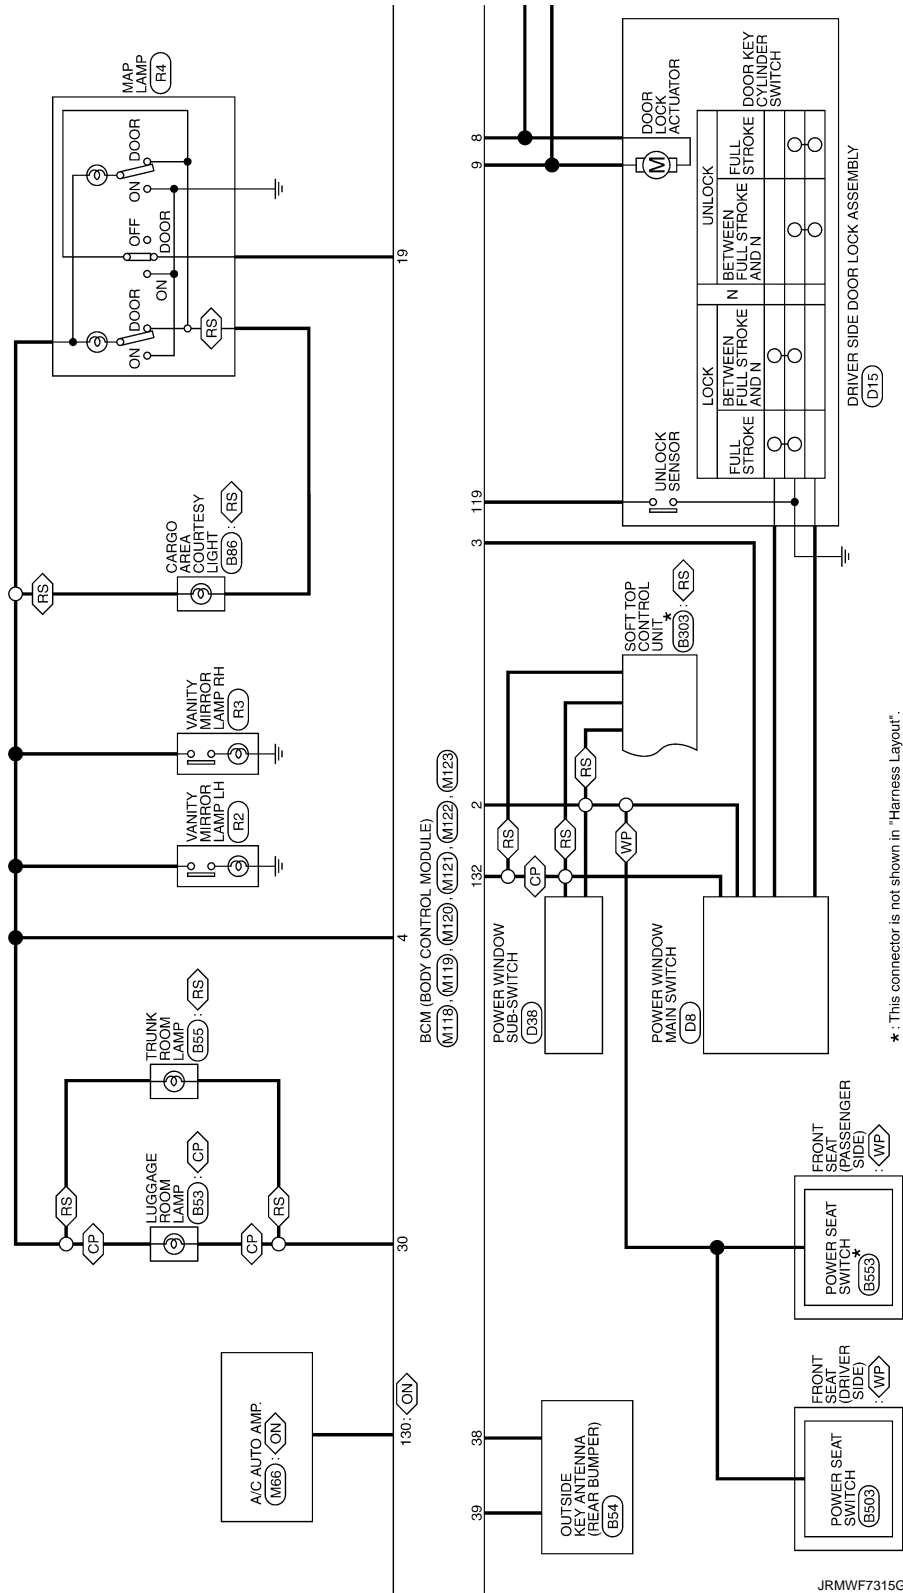 A/C AUTO AMP.
M66 : ON
130: ON
LUGGAGE
ROOM
LAMP
B53 : CP
TRUNK
ROOM
LAMP
B55 : RS
RS
CP
CP
RS
30
4
VANITY
MIRROR
LAMP LH
R2
VANITY
MIRROR
LAMP RH
R3
RS
CARGO
AREA
COURTESY
LIGHT
B86 : RS
MAP
LAMP
R4
ON
DOOR
ON
OFF
DOOR
ON
DOOR
RS
19
BCM (BODY CONTROL MODULE)
M118 , M119 , M120 , M121 , M122 , M123
39
38
132
2
3
119
9
8
OUTSIDE
KEY ANTENNA
(REAR BUMPER)
B54
POWER WINDOW
SUB-SWITCH
D38
RS
CP
RS
WP
RS
SOFT TOP
CONTROL
UNIT *
B303 : RS
POWER WINDOW
MAIN SWITCH
D8
UNLOCK
SENSOR
DOOR
LOCK
ACTUATOR
M
LOCK
N
UNLOCK
FULL
STROKE
BETWEEN
FULL STROKE
AND N
BETWEEN
FULL STROKE
AND N
FULL
STROKE
DOOR KEY
CYLINDER
SWITCH
DRIVER SIDE DOOR LOCK ASSEMBLY
D15
FRONT
SEAT
(DRIVER
SIDE)
: WP
POWER SEAT
SWITCH
B503
FRONT
SEAT
(PASSENGER
SIDE)
: WP
POWER SEAT
SWITCH *
B553
* : This connector is not shown in "Harness Layout".
JRMWF7315G